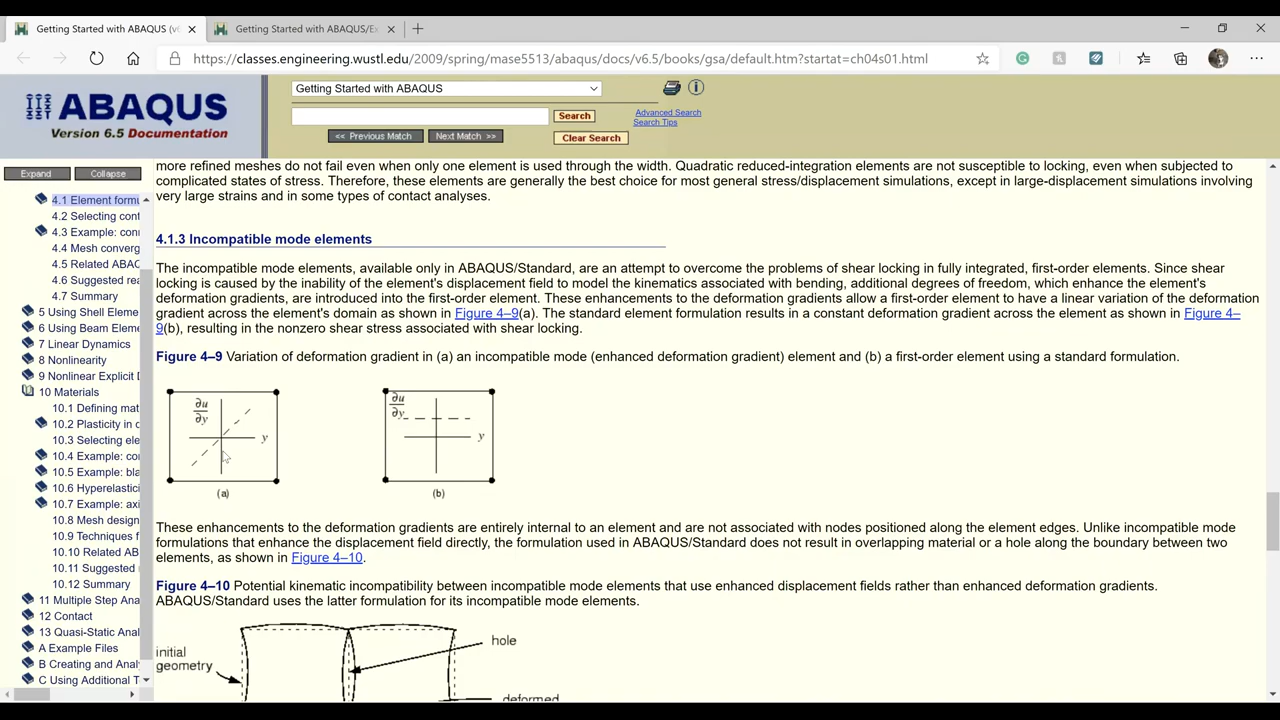 Getting Started with ABAQUS (v6
Getting Started with ABAQUS/Ex
https://classes.engineering.wustl.edu/2009/spring/mase5513/abaqus/docs/v6.5/books/gsa/default.htm?startat=ch04s01.html
ABAQUS
Version 6.5 Documentation
Getting Started with ABAQUS
Search
Advanced Search
Search Tips
<< Previous Match
Next Match >>
Clear Search
Expand
Collapse
4.1 Element formu
4.2 Selecting cont
4.3 Example: conn
4.4 Mesh converg
4.5 Related ABAQ
4.6 Suggested rea
4.7 Summary
5 Using Shell Eleme
6 Using Beam Eleme
7 Linear Dynamics
8 Nonlinearity
9 Nonlinear Explicit D
10 Materials
10.1 Defining mat
10.2 Plasticity in d
10.3 Selecting ele
10.4 Example: co
10.5 Example: bla
10.6 Hyperelastici
10.7 Example: axi
10.8 Mesh design
10.9 Techniques f
10.10 Related AB
10.11 Suggested
10.12 Summary
11 Multiple Step Ana
12 Contact
13 Quasi-Static Anal
A Example Files
B Creating and Anal
C Using Additional T
more refined meshes do not fail even when only one element is used through the width. Quadratic reduced-integration elements are not susceptible to locking, even when subjected to
complicated states of stress. Therefore, these elements are generally the best choice for most general stress/displacement simulations, except in large-displacement simulations involving
very large strains and in some types of contact analyses.
4.1.3 Incompatible mode elements
The incompatible mode elements, available only in ABAQUS/Standard, are an attempt to overcome the problems of shear locking in fully integrated, first-order elements. Since shear
locking is caused by the inability of the element's displacement field to model the kinematics associated with bending, additional degrees of freedom, which enhance the element's
deformation gradients, are introduced into the first-order element. These enhancements to the deformation gradients allow a first-order element to have a linear variation of the deformation
gradient across the element's domain as shown in Figure 4–9(a). The standard element formulation results in a constant deformation gradient across the element as shown in Figure 4–
9(b), resulting in the nonzero shear stress associated with shear locking.
Figure 4–9 Variation of deformation gradient in (a) an incompatible mode (enhanced deformation gradient) element and (b) a first-order element using a standard formulation.
∂u
∂y
y
(a)
∂u
∂y
y
(b)
These enhancements to the deformation gradients are entirely internal to an element and are not associated with nodes positioned along the element edges. Unlike incompatible mode
formulations that enhance the displacement field directly, the formulation used in ABAQUS/Standard does not result in overlapping material or a hole along the boundary between two
elements, as shown in Figure 4–10.
Figure 4–10 Potential kinematic incompatibility between incompatible mode elements that use enhanced displacement fields rather than enhanced deformation gradients.
ABAQUS/Standard uses the latter formulation for its incompatible mode elements.
initial
geometry
hole
deformed